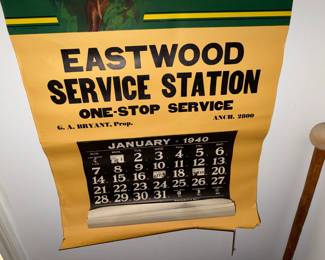 EASTWOOD
SERVICE STATION
ONE-STOP SERVICE
G. A. BRYANT, Prop. ANCH. 2800
JANUARY - 1940
1 2 3 4 5 6
7 8 9 10 11 12 13
14 15 16 17 18 19 20
21 22 23 24 25 26 27
28 29 30 31